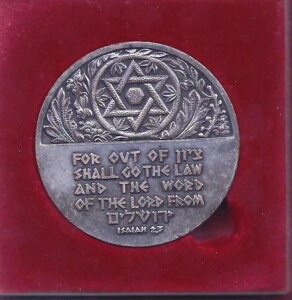 FOR OUT OF ציון
SHALL GO THE LAW
AND THE WORD
OF THE LORD FROM
ירושלים
ISAIAH 2,3